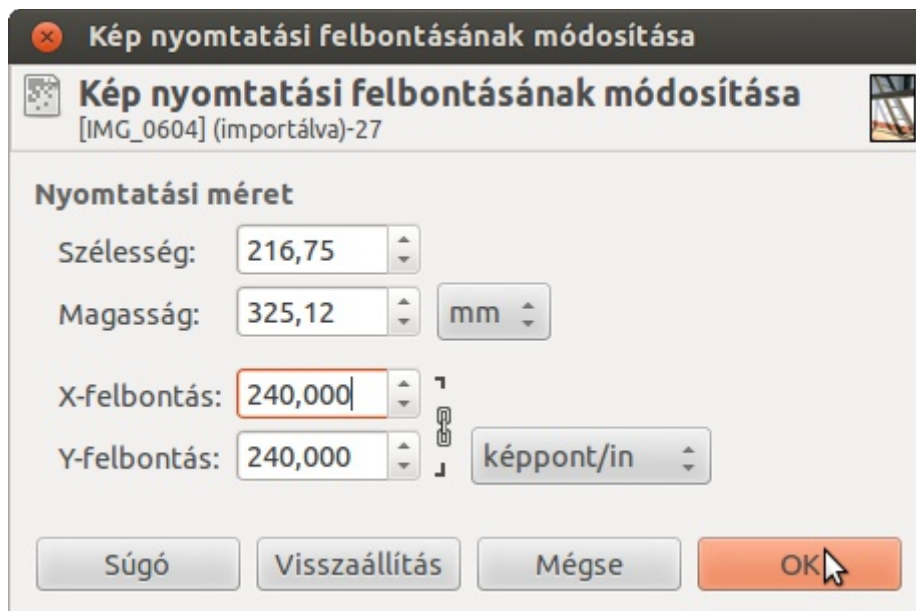 Kép nyomtatási felbontásának módosítása
Kép nyomtatási felbontásának módosítása
[IMG_0604] (importálva)-27
Nyomtatási méret
Szélesség: 216,75
Magasság: 325,12 mm
X-felbontás: 240,000
Y-felbontás: 240,000 képpont/in
Súgó Visszaállítás Mégse OK